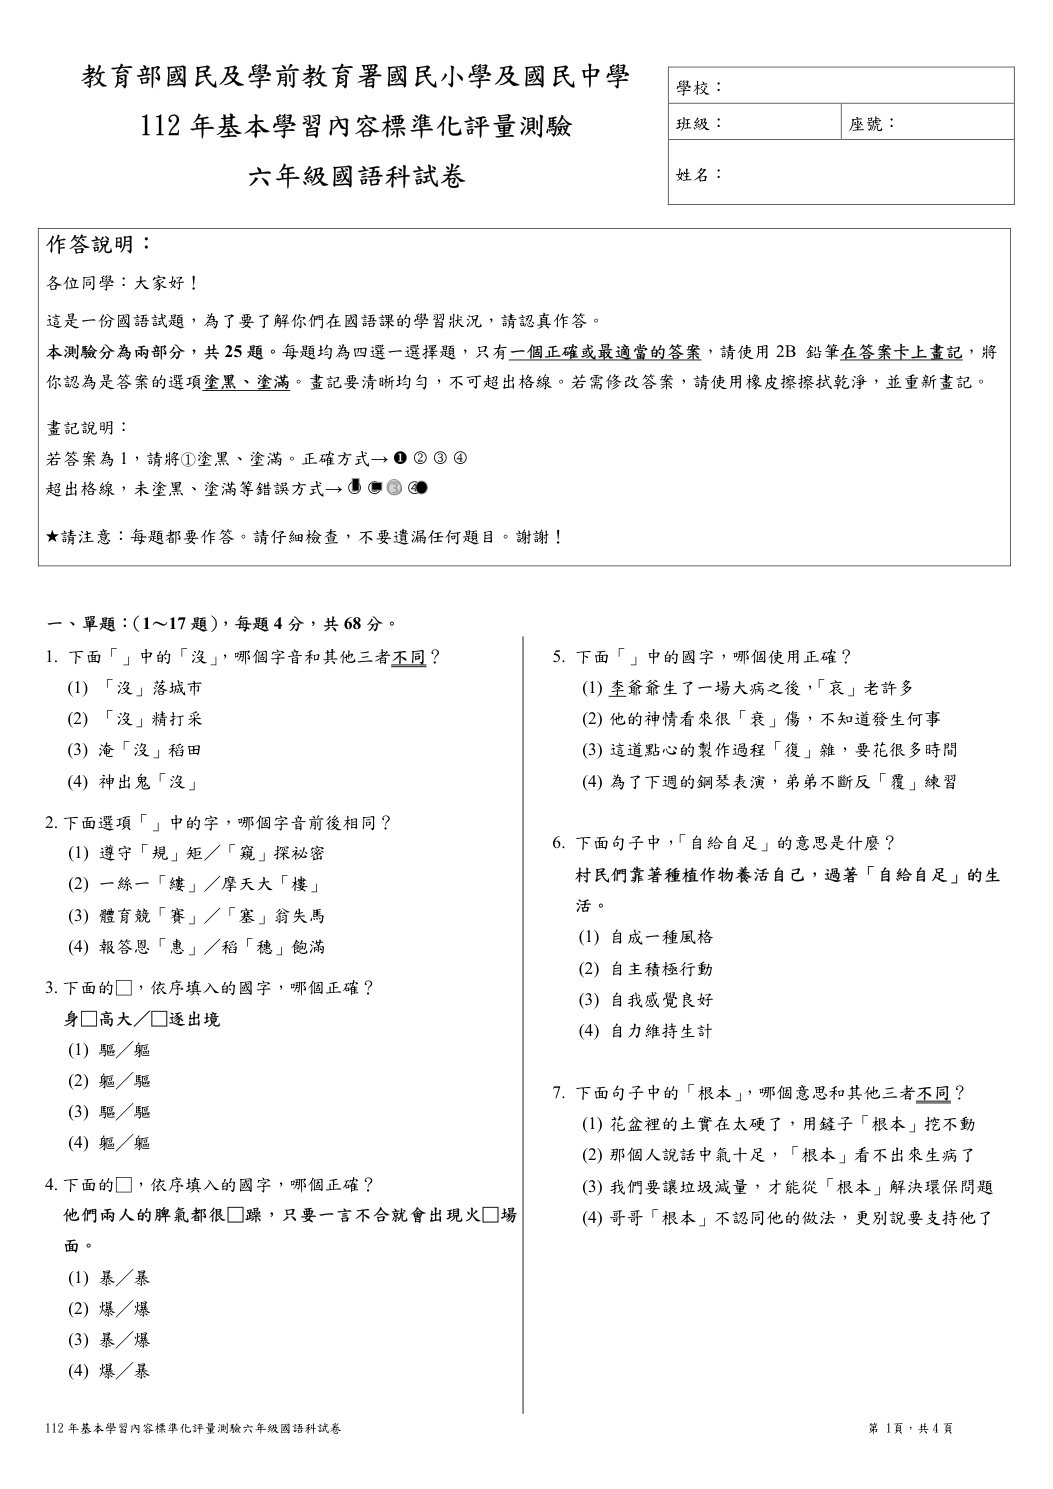 教育部國民及學前教育署國民小學及國民中學
112 年基本學習內容標準化評量測驗
六年級國語科試卷
學校：
班級：
座號：
姓名：
作答說明：
各位同學：大家好！
這是一份國語試題，為了要了解你們在國語課的學習狀況，請認真作答。
本測驗分為兩部分，共 25 題。每題均為四選一選擇題，只有一個正確或最適當的答案，請使用 2B 鉛筆在答案卡上畫記，將
你認為是答案的選項塗黑、塗滿。畫記要清晰均勻，不可超出格線。若需修改答案，請使用橡皮擦擦拭乾淨，並重新畫記。
畫記說明：
若答案為 1，請將①塗黑、塗滿。正確方式→ ❶ ② ③ ④
超出格線，未塗黑、塗滿等錯誤方式→ ① ② ③ ④
★請注意：每題都要作答。請仔細檢查，不要遺漏任何題目。謝謝！
一、單題：（1～17 題），每題 4 分，共 68 分。
1. 下面「」中的「沒」，哪個字音和其他三者不同？
(1) 「沒」落城市
(2) 「沒」精打采
(3) 淹「沒」稻田
(4) 神出鬼「沒」
2. 下面選項「」中的字，哪個字音前後相同？
(1) 遵守「規」矩／「窺」探祕密
(2) 一絲一「縷」／摩天大「樓」
(3) 體育競「賽」／「塞」翁失馬
(4) 報答恩「惠」／稻「穗」飽滿
3. 下面的□，依序填入的國字，哪個正確？
身□高大／□逐出境
(1) 驅／軀
(2) 軀／驅
(3) 驅／驅
(4) 軀／軀
4. 下面的□，依序填入的國字，哪個正確？
他們兩人的脾氣都很□躁，只要一言不合就會出現火□場
面。
(1) 暴／暴
(2) 爆／爆
(3) 暴／爆
(4) 爆／暴
5. 下面「」中的國字，哪個使用正確？
(1) 李爺爺生了一場大病之後，「哀」老許多
(2) 他的神情看來很「衰」傷，不知道發生何事
(3) 這道點心的製作過程「復」雜，要花很多時間
(4) 為了下週的鋼琴表演，弟弟不斷反「覆」練習
6. 下面句子中，「自給自足」的意思是什麼？
村民們靠著種植作物養活自己，過著「自給自足」的生
活。
(1) 自成一種風格
(2) 自主積極行動
(3) 自我感覺良好
(4) 自力維持生計
7. 下面句子中的「根本」，哪個意思和其他三者不同？
(1) 花盆裡的土實在太硬了，用鏟子「根本」挖不動
(2) 那個人說話中氣十足，「根本」看不出來生病了
(3) 我們要讓垃圾減量，才能從「根本」解決環保問題
(4) 哥哥「根本」不認同他的做法，更別說要支持他了
112 年基本學習內容標準化評量測驗六年級國語科試卷
第 1頁，共 4 頁